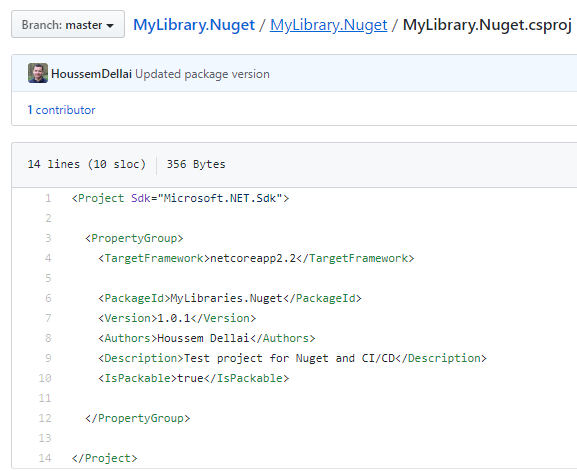 Branch: master MyLibrary.Nuget / MyLibrary.Nuget / MyLibrary.Nuget.csproj
HoussemDellai Updated package version
1 contributor
14 lines (10 sloc) 356 Bytes
1 <Project Sdk="Microsoft.NET.Sdk">
2
3 <PropertyGroup>
4 <TargetFramework>netcoreapp2.2</TargetFramework>
5
6 <PackageId>MyLibraries.Nuget</PackageId>
7 <Version>1.0.1</Version>
8 <Authors>Houssem Dellai</Authors>
9 <Description>Test project for Nuget and CI/CD</Description>
10 <IsPackable>true</IsPackable>
11
12 </PropertyGroup>
13
14 </Project>